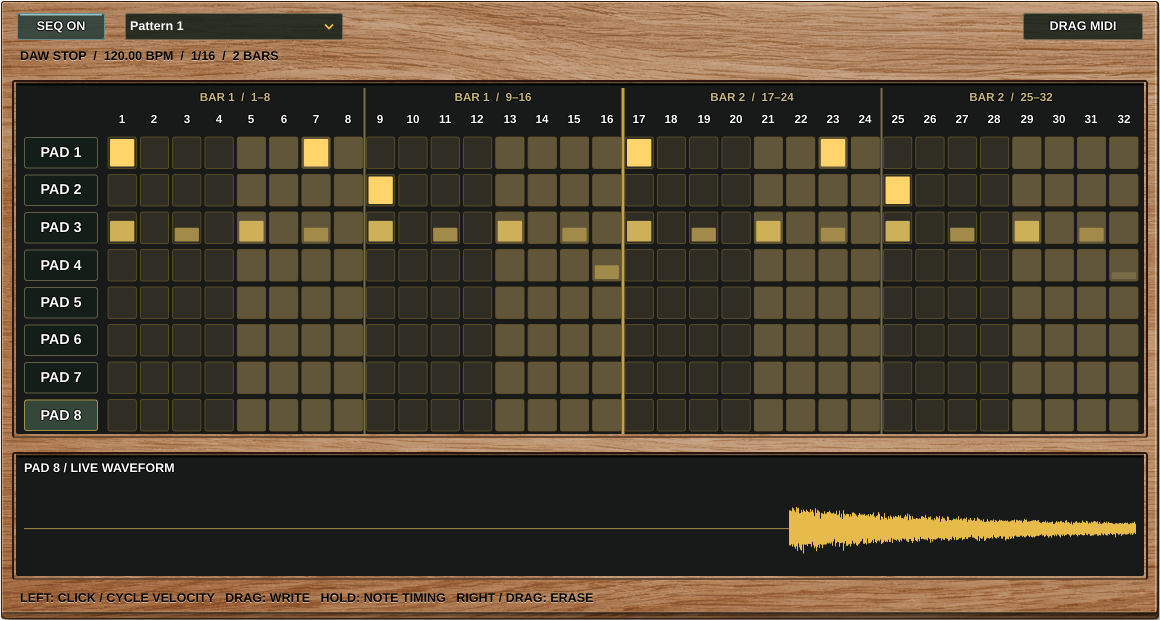 SEQ ON Pattern 1 DRAG MIDI
DAW STOP / 120.00 BPM / 1/16 / 2 BARS
BAR 1 / 1–8 BAR 1 / 9–16 BAR 2 / 17–24 BAR 2 / 25–32
1 2 3 4 5 6 7 8 9 10 11 12 13 14 15 16 17 18 19 20 21 22 23 24 25 26 27 28 29 30 31 32
PAD 1
PAD 2
PAD 3
PAD 4
PAD 5
PAD 6
PAD 7
PAD 8
PAD 8 / LIVE WAVEFORM
LEFT: CLICK / CYCLE VELOCITY DRAG: WRITE HOLD: NOTE TIMING RIGHT / DRAG: ERASE